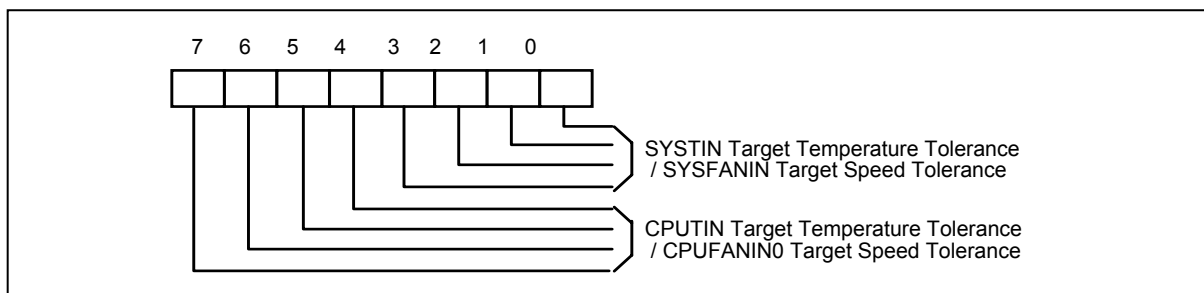 7 6 5 4 3 2 1 0
SYSTIN Target Temperature Tolerance
/ SYSFANIN Target Speed Tolerance
CPUTIN Target Temperature Tolerance
/ CPUFANIN0 Target Speed Tolerance